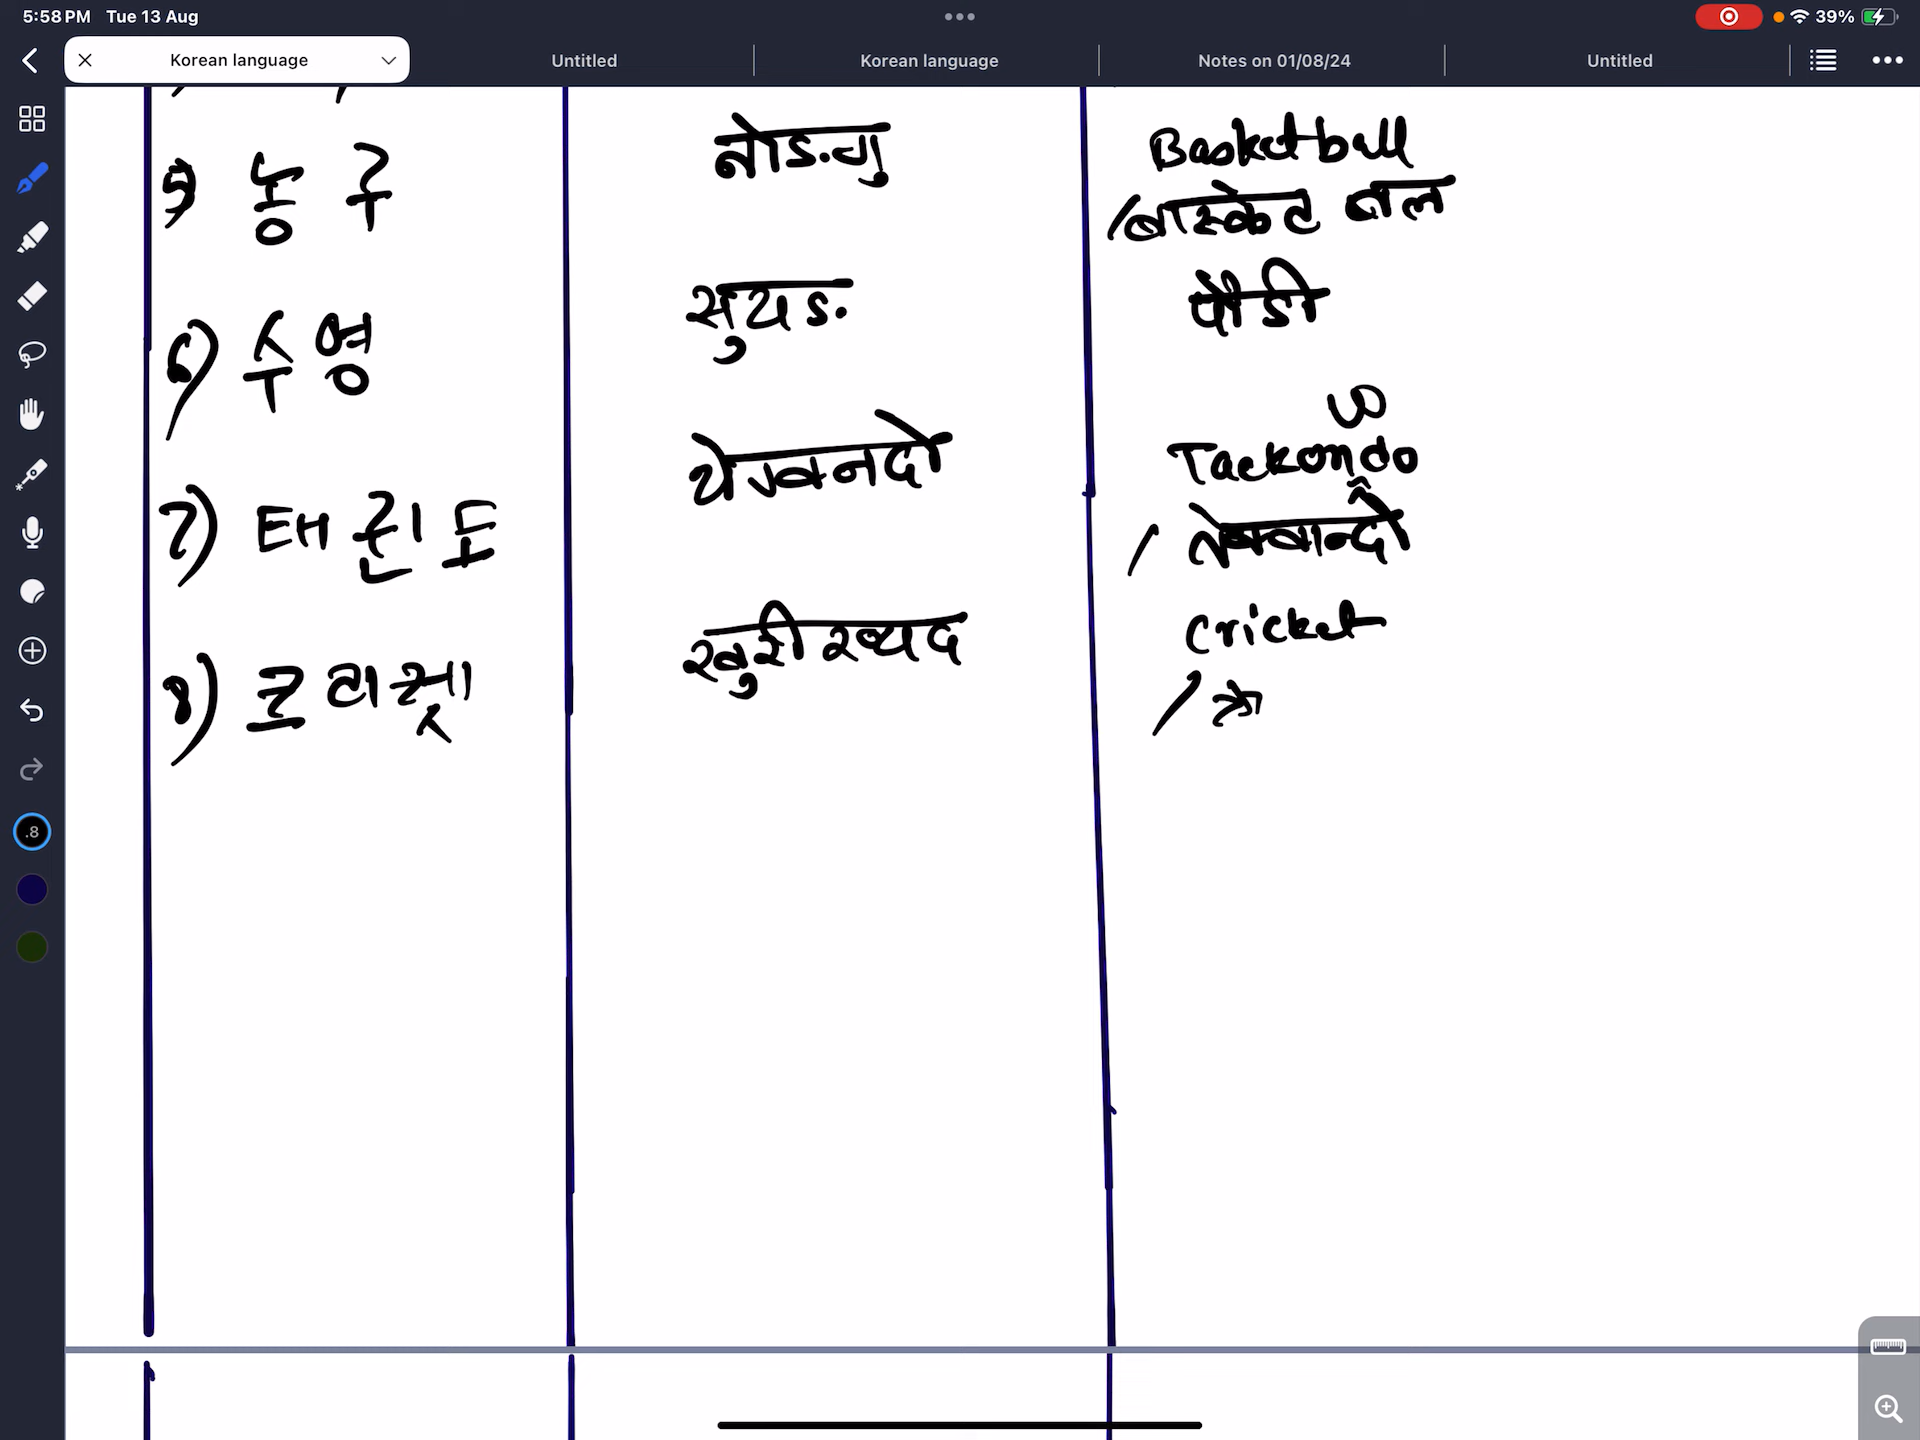 5:58 PM Tue 13 Aug
39%
Korean language
Untitled
Korean language
Notes on 01/08/24
Untitled
5) 농구 नोङ.गु Basketball
/बास्केट बल
6) 수영 सुयङ. पौडी
7) 태권도 थेग्वनदो Taekondo
/ तेक्वान्दो
8) 크리켓 खुरीख्यद Cricket
/ क्रे
.8